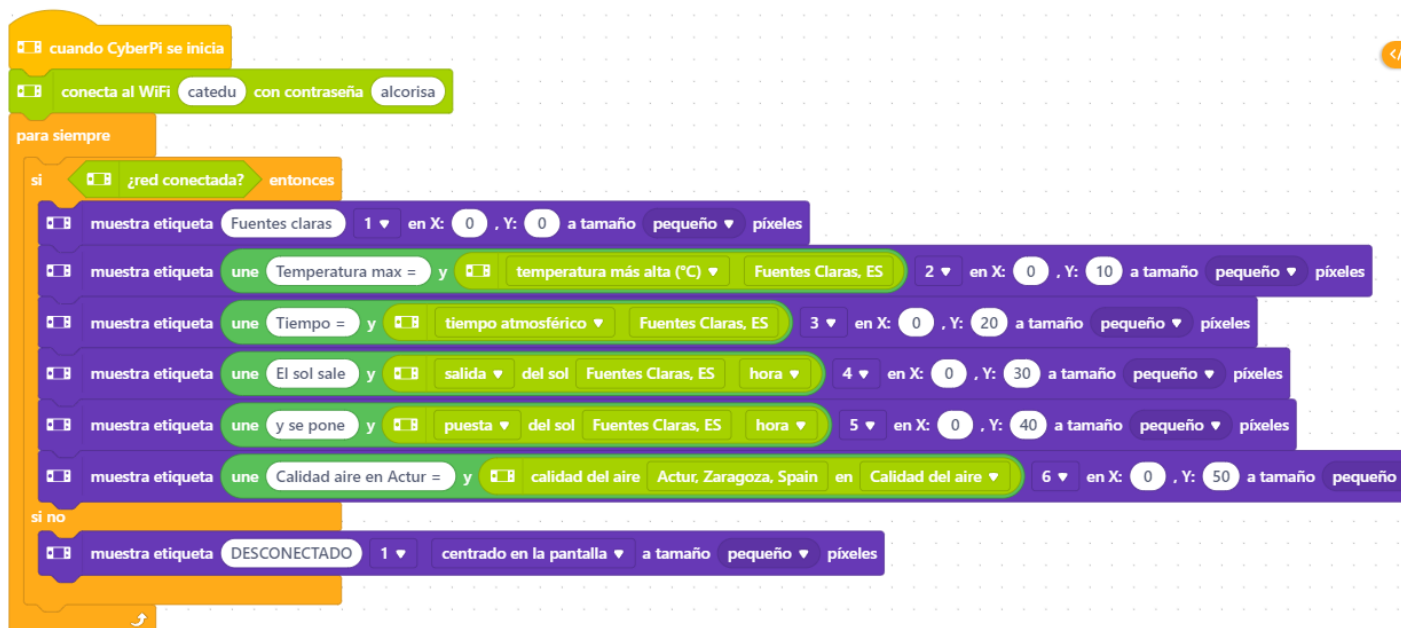 cuando CyberPi se inicia
conecta al WiFi catedu con contraseña alcorisa
para siempre
si ¿red conectada? entonces
muestra etiqueta Fuentes claras 1 en X: 0 , Y: 0 a tamaño pequeño píxeles
muestra etiqueta une Temperatura max = y temperatura más alta (°C) Fuentes Claras, ES 2 en X: 0 , Y: 10 a tamaño pequeño píxeles
muestra etiqueta une Tiempo = y tiempo atmosférico Fuentes Claras, ES 3 en X: 0 , Y: 20 a tamaño pequeño píxeles
muestra etiqueta une El sol sale y salida del sol Fuentes Claras, ES hora 4 en X: 0 , Y: 30 a tamaño pequeño píxeles
muestra etiqueta une y se pone y puesta del sol Fuentes Claras, ES hora 5 en X: 0 , Y: 40 a tamaño pequeño píxeles
muestra etiqueta une Calidad aire en Actur = y calidad del aire Actur, Zaragoza, Spain en Calidad del aire 6 en X: 0 , Y: 50 a tamaño pequeño
si no
muestra etiqueta DESCONECTADO 1 centrado en la pantalla a tamaño pequeño píxeles